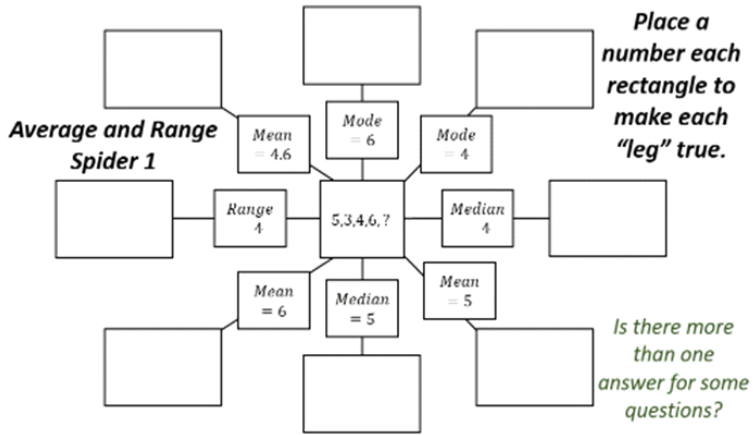 Place a
number each
rectangle to
make each
“leg” true.
Average and Range
Spider 1
Mean
= 4.6
Mode
= 6
Mode
= 4
Range
4
5,3,4,6,?
Median
4
Mean
= 6
Median
= 5
Mean
= 5
Is there more
than one
answer for some
questions?